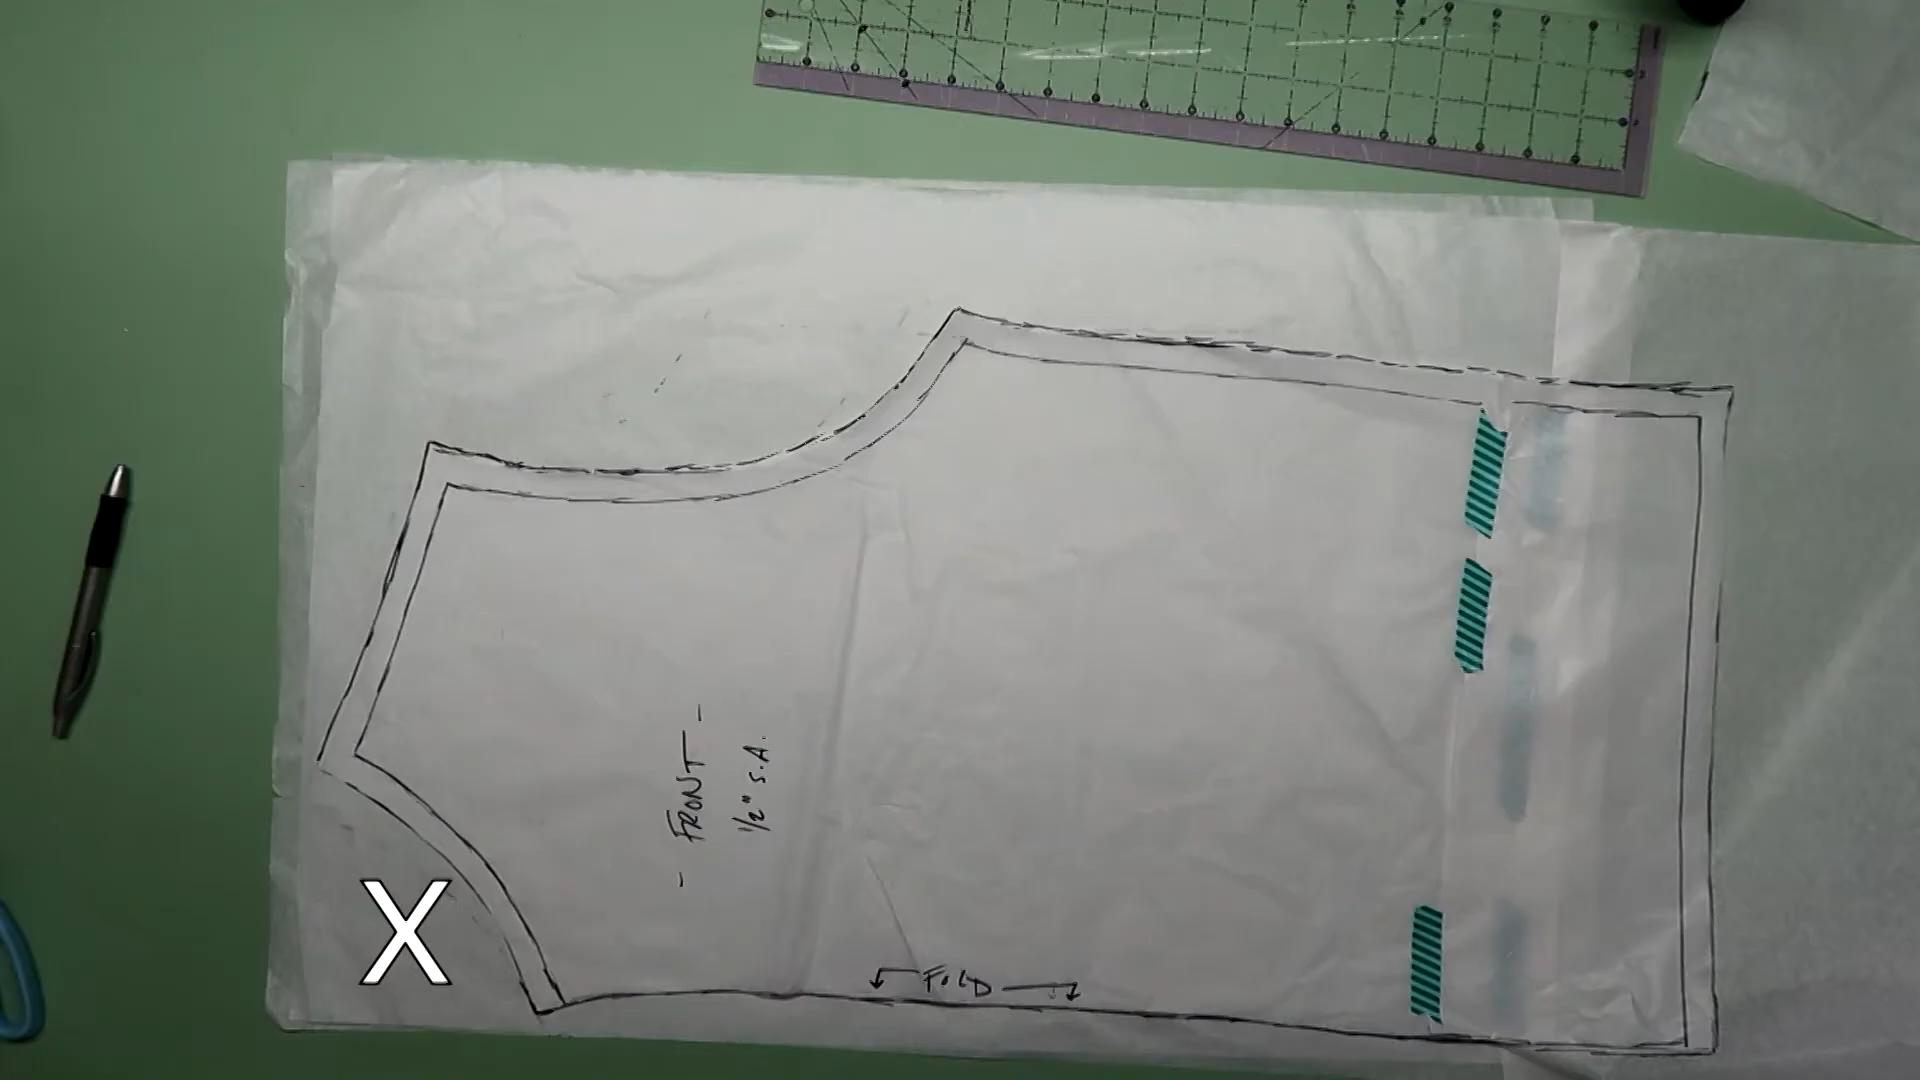 - FRONT -
1/2" S.A.
FOLD
X